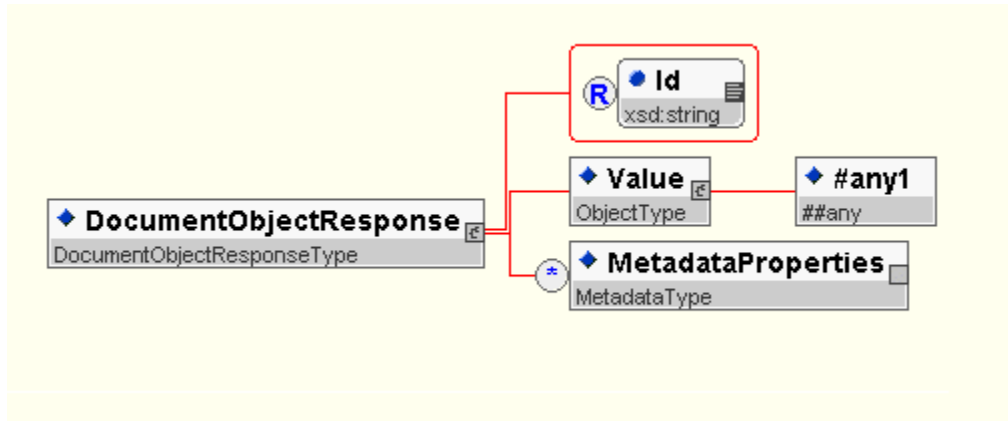 R
Id
xsd:string
Value
ObjectType
#any1
##any
DocumentObjectResponse
DocumentObjectResponseType
*
MetadataProperties
MetadataType